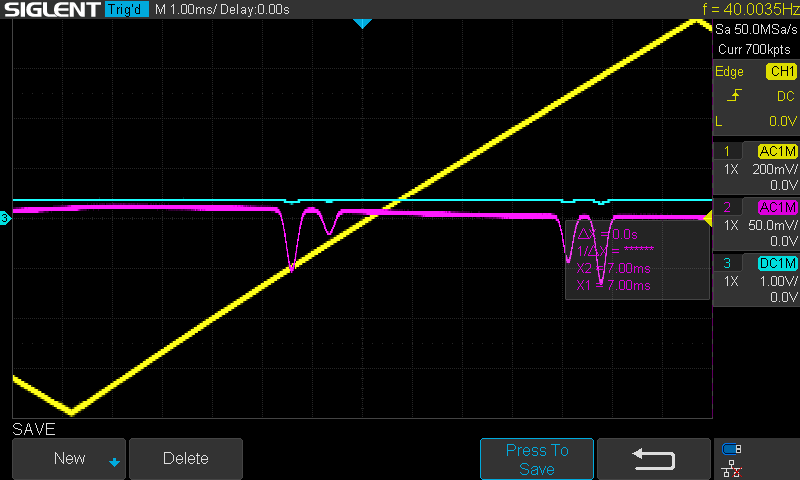 SIGLENT Trig'd M 1.00ms/ Delay:0.00s f = 40.0035Hz
Sa 50.0MSa/s
Curr 700kpts
Edge CH1
DC
L 0.0V
1 AC1M
1X 200mV/
0.0V
2 AC1M
1X 50.0mV/
0.0V
3 DC1M
1X 1.00V/
0.0V
3
△X = 0.0s
1/△X = ******
X2 = 7.00ms
X1 = 7.00ms
SAVE
New Delete Press To
Save